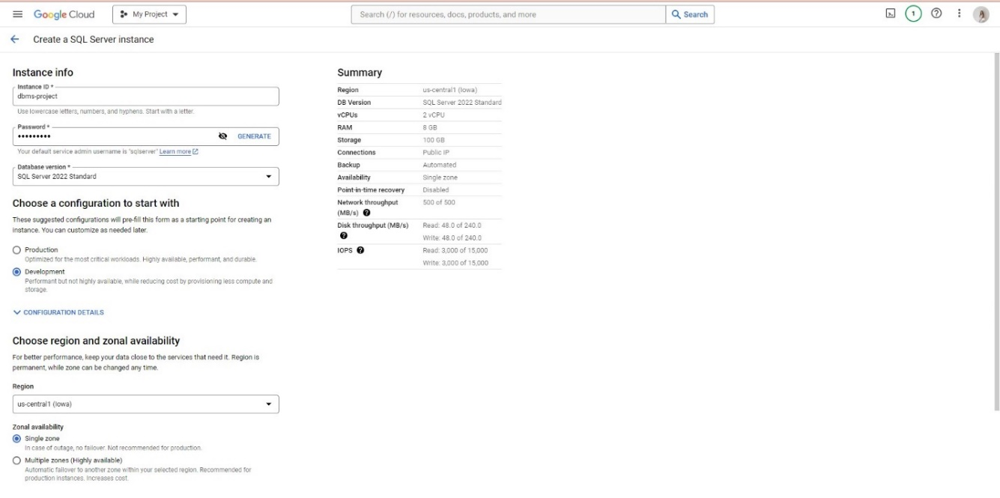 Google Cloud
My Project
Search (/) for resources, docs, products, and more
Search
1
Create a SQL Server instance
Instance info
Instance ID *
dbms-project
Use lowercase letters, numbers, and hyphens. Start with a letter.
Password *
•••••••••
GENERATE
Your default service admin username is "sqlserver" Learn more
Database version *
SQL Server 2022 Standard
Choose a configuration to start with
These suggested configurations will pre-fill this form as a starting point for creating an
instance. You can customize as needed later.
Production
Optimized for the most critical workloads. Highly available, performant, and durable.
Development
Performant but not highly available, while reducing cost by provisioning less compute and
storage.
CONFIGURATION DETAILS
Choose region and zonal availability
For better performance, keep your data close to the services that need it. Region is
permanent, while zone can be changed any time.
Region
us-central1 (Iowa)
Zonal availability
Single zone
In case of outage, no failover. Not recommended for production.
Multiple zones (Highly available)
Automatic failover to another zone within your selected region. Recommended for
production instances. Increases cost.
Summary
Region us-central1 (Iowa)
DB Version SQL Server 2022 Standard
vCPUs 2 vCPU
RAM 8 GB
Storage 100 GB
Connections Public IP
Backup Automated
Availability Single zone
Point-in-time recovery Disabled
Network throughput 500 of 500
(MB/s) ?
Disk throughput (MB/s) Read: 48.0 of 240.0
? Write: 48.0 of 240.0
IOPS ? Read: 3,000 of 15,000
Write: 3,000 of 15,000